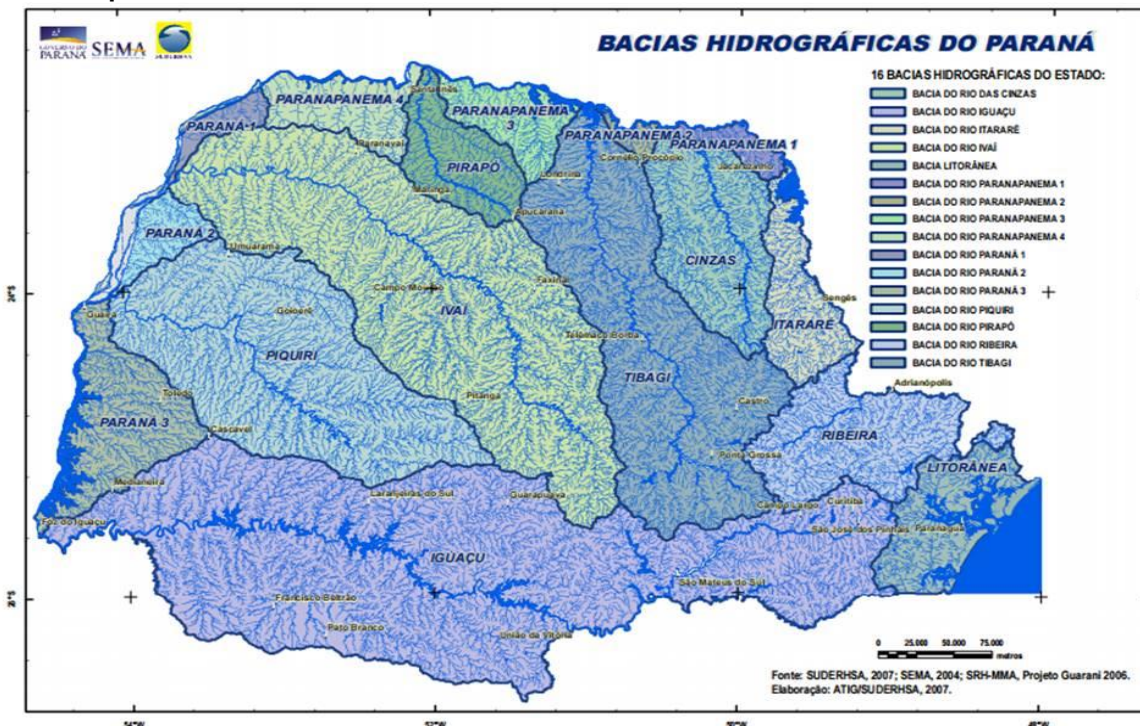 GOVERNO DO
PARANÁ
SEMA
SUDERHSA
BACIAS HIDROGRÁFICAS DO PARANÁ
16 BACIAS HIDROGRÁFICAS DO ESTADO:
BACIA DO RIO DAS CINZAS
BACIA DO RIO IGUAÇU
BACIA DO RIO ITARARÉ
BACIA DO RIO IVAÍ
BACIA LITORÂNEA
BACIA DO RIO PARANAPANEMA 1
BACIA DO RIO PARANAPANEMA 2
BACIA DO RIO PARANAPANEMA 3
BACIA DO RIO PARANAPANEMA 4
BACIA DO RIO PARANÁ 1
BACIA DO RIO PARANÁ 2
BACIA DO RIO PARANÁ 3
BACIA DO RIO PIQUIRI
BACIA DO RIO PIRAPÓ
BACIA DO RIO RIBEIRA
BACIA DO RIO TIBAGI
Santa Inês
PARANAPANEMA 4
PARANAPANEMA
3
PARANÁ 1
PARANAPANEMA 2
PARANAPANEMA 1
Paranavaí
Cornélio Procópio
Jacarezinho
PIRAPÓ
Londrina
Maringá
Apucarana
PARANÁ 2
Umuarama
CINZAS
Faxinal
Campo Mourão
24°S
Sengés
Guaíra
Goioerê
IVAÍ
ITARARÉ
Telêmaco Borba
PIQUIRI
TIBAGI
Adrianópolis
Toledo
Pitanga
Castro
PARANÁ 3
Cascavel
RIBEIRA
Ponta Grossa
LITORÂNEA
Medianeira
Laranjeiras do Sul
Guarapuava
Campo Largo
Curitiba
Foz do Iguaçu
São José dos Pinhais
Paranaguá
IGUAÇU
São Mateus do Sul
Francisco Beltrão
Pato Branco
União da Vitória
0 25.000 50.000 75.000
metros
Fonte: SUDERHSA, 2007; SEMA, 2004; SRH-MMA, Projeto Guarani 2006.
Elaboração: ATIG/SUDERHSA, 2007.